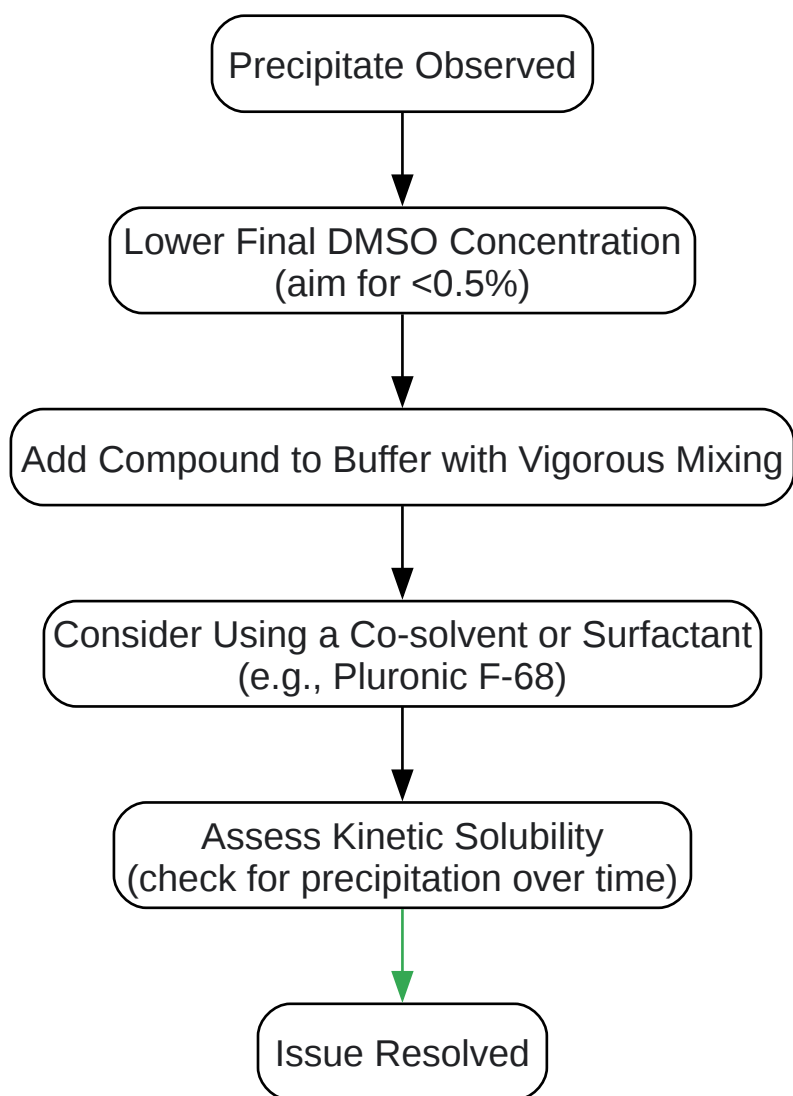 Precipitate Observed
Lower Final DMSO Concentration
(aim for <0.5%)
Add Compound to Buffer with Vigorous Mixing
Consider Using a Co-solvent or Surfactant
(e.g., Pluronic F-68)
Assess Kinetic Solubility
(check for precipitation over time)
Issue Resolved